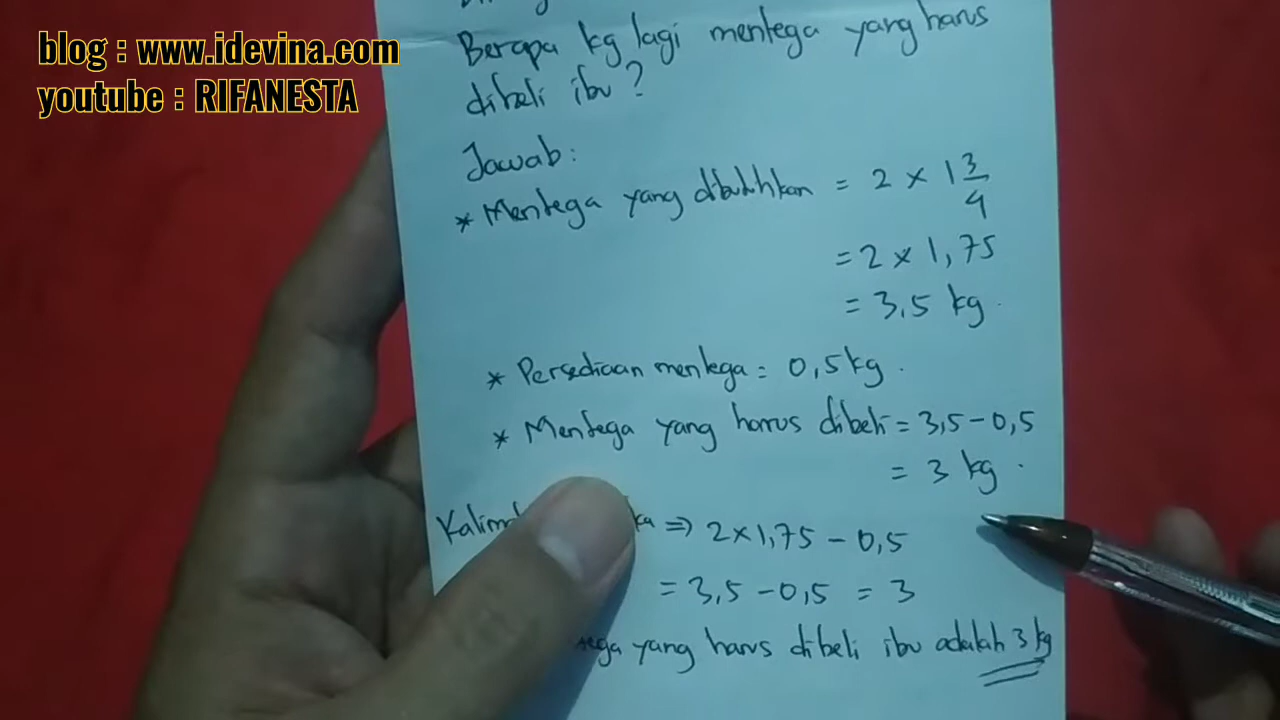 blog : www.idevina.com
youtube : RIFANESTA
Berapa kg lagi mentega yang harus
dibeli ibu ?
Jawab :
* Mentega yang dibutuhkan = 2 × 1 3/4
= 2 × 1,75
= 3,5 kg.
* Persediaan mentega = 0,5 kg.
* Mentega yang harus dibeli = 3,5 - 0,5
= 3 kg.
⇒ 2×1,75 - 0,5
= 3,5 - 0,5 = 3
yang harus dibeli ibu adalah 3 kg